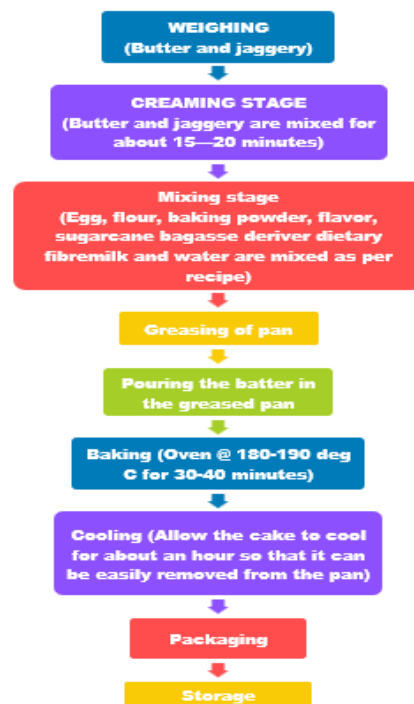 WEIGHING
(Butter and jaggery)
CREAMING STAGE
(Butter and jaggery are mixed for
about 15—20 minutes)
Mixing stage
(Egg, flour, baking powder, flavor,
sugarcane bagasse deriver dietary
fibremilk and water are mixed as per
recipe)
Greasing of pan
Pouring the batter in
the greased pan
Baking (Oven @ 180-190 deg
C for 30-40 minutes)
Cooling (Allow the cake to cool
for about an hour so that it can
be easily removed from the pan)
Packaging
Storage